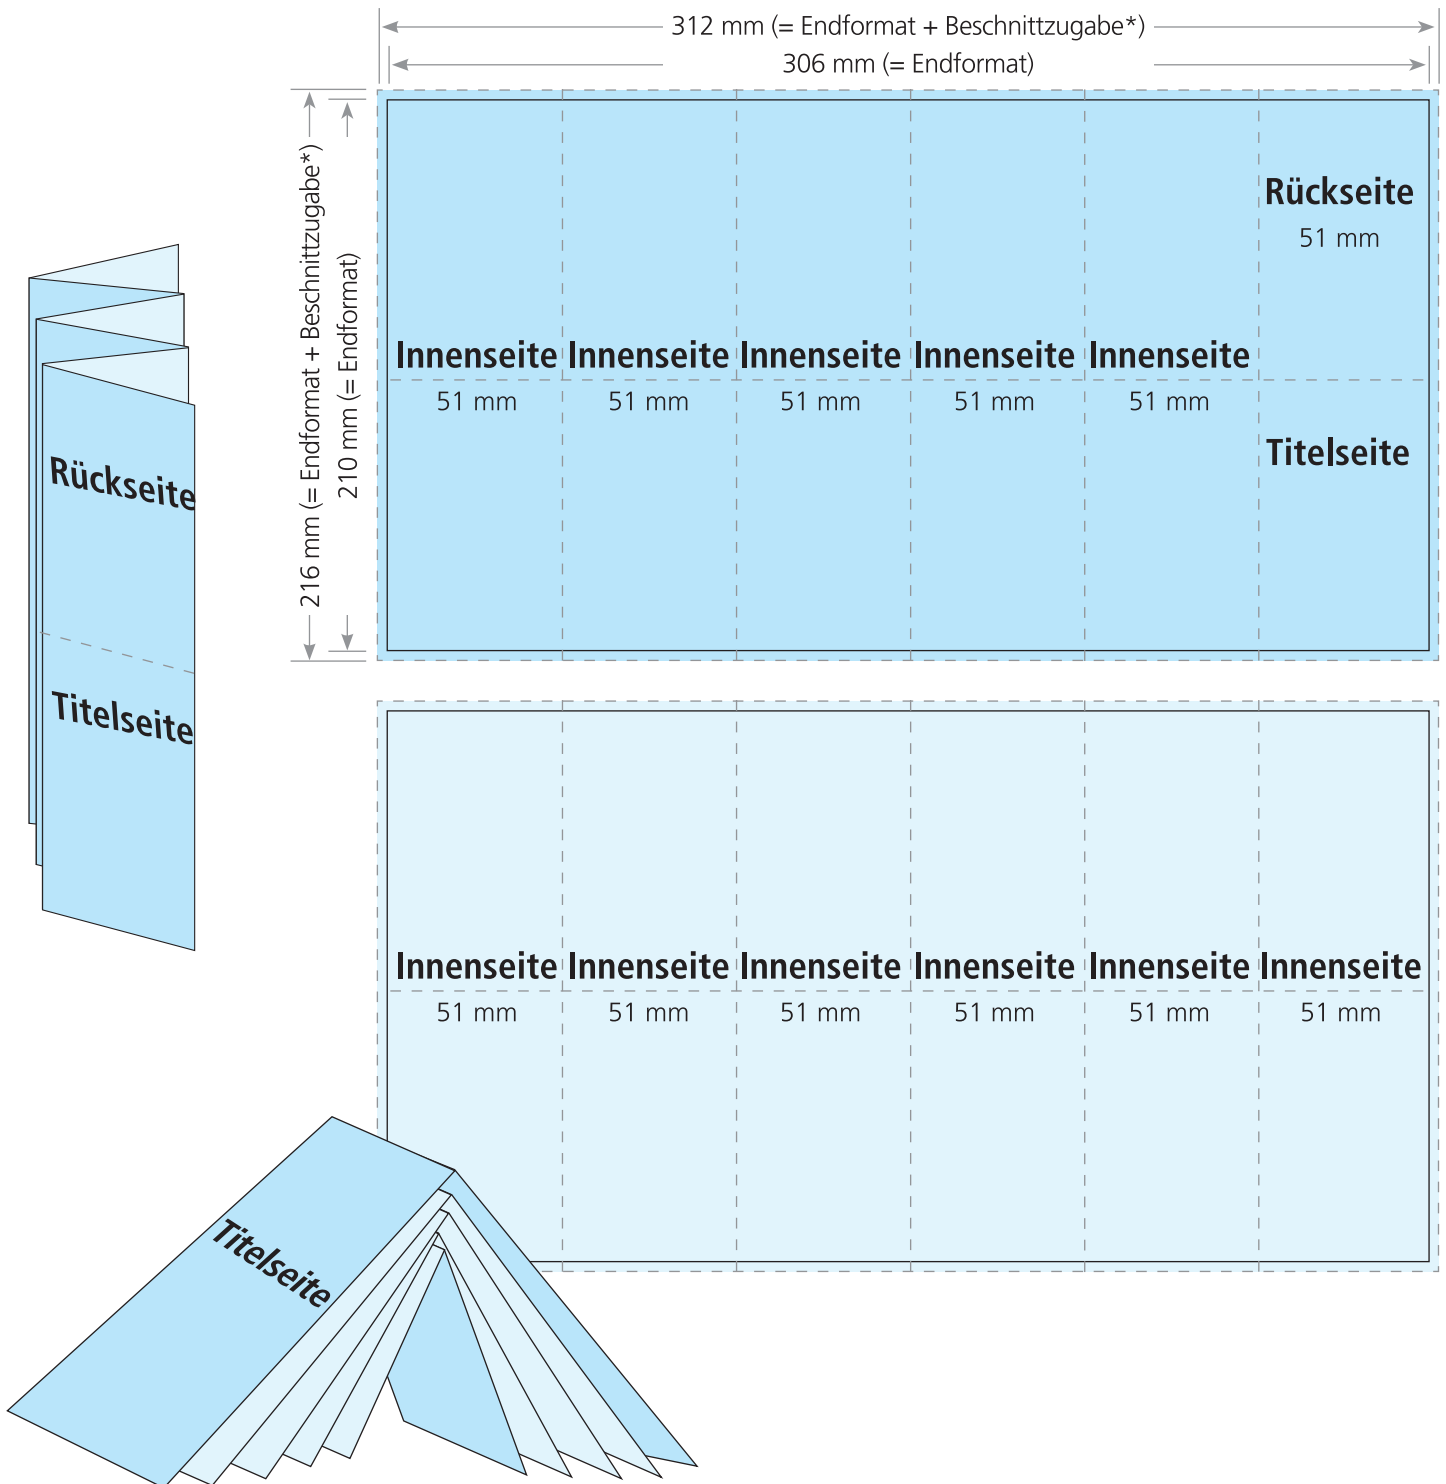 312 mm (= Endformat + Beschnittzugabe*)
306 mm (= Endformat)
216 mm (= Endformat + Beschnittzugabe*)
210 mm (= Endformat)
Rückseite
51 mm
Innenseite Innenseite Innenseite Innenseite Innenseite
51 mm 51 mm 51 mm 51 mm 51 mm
Titelseite
Rückseite
Titelseite
Innenseite Innenseite Innenseite Innenseite Innenseite Innenseite
51 mm 51 mm 51 mm 51 mm 51 mm 51 mm
Titelseite